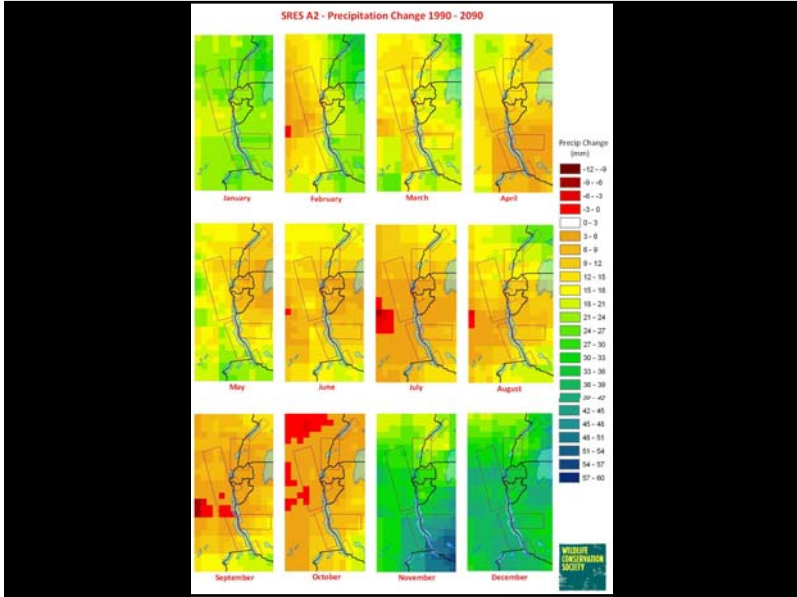 SRES A2 - Precipitation Change 1990 - 2090
January
February
March
April
Precip Change
(mm)
-12 - -9
-9 - -6
-6 - -3
-3 - 0
0 - 3
3 - 6
6 - 9
9 - 12
12 - 15
15 - 18
18 - 21
21 - 24
24 - 27
27 - 30
30 - 33
33 - 36
36 - 39
39 - 42
42 - 45
45 - 48
48 - 51
51 - 54
54 - 57
57 - 60
May
June
July
August
September
October
November
December
WILDLIFE
CONSERVATION
SOCIETY